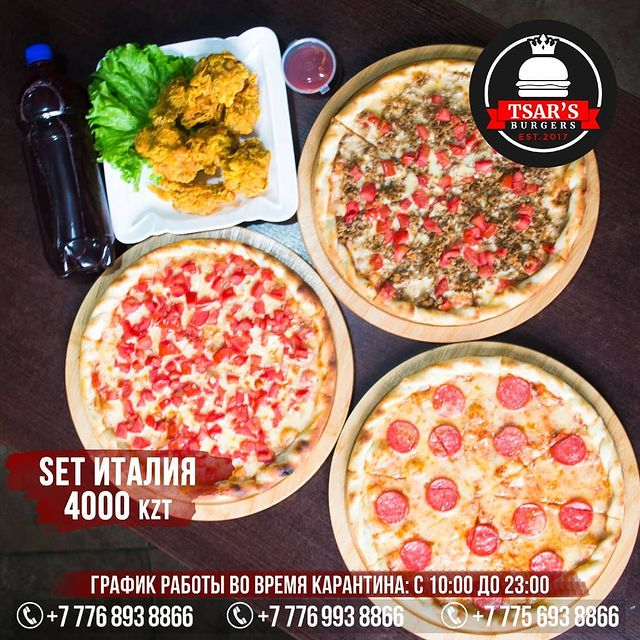 TSAR'S
BURGERS
EST.2017
SET ИТАЛИЯ
4000 KZT
ГРАФИК РАБОТЫ ВО ВРЕМЯ КАРАНТИНА: С 10:00 ДО 23:00
+7 776 893 8866 +7 776 993 8866 +7 775 693 8866